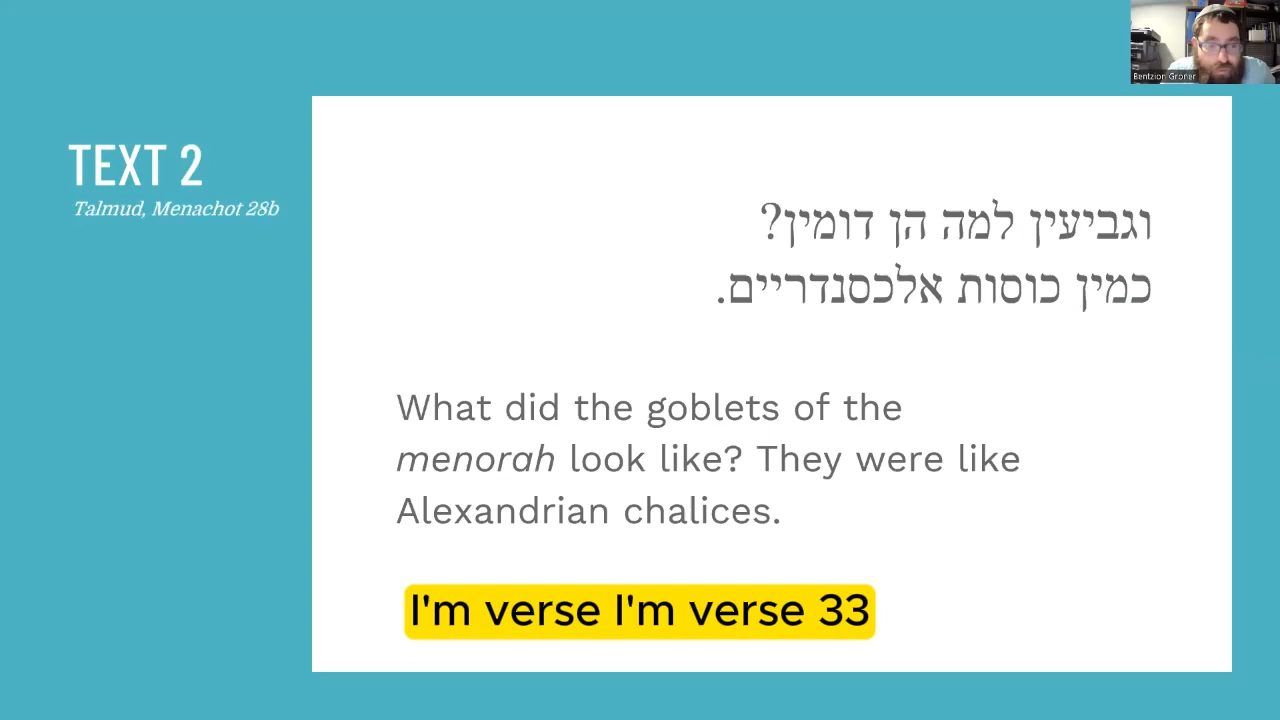 Bentzion Groner
TEXT 2
Talmud, Menachot 28b
וגביעין למה הן דומין?
כמין כוסות אלכסנדריים.
What did the goblets of the
menorah look like? They were like
Alexandrian chalices.
I'm verse I'm verse 33